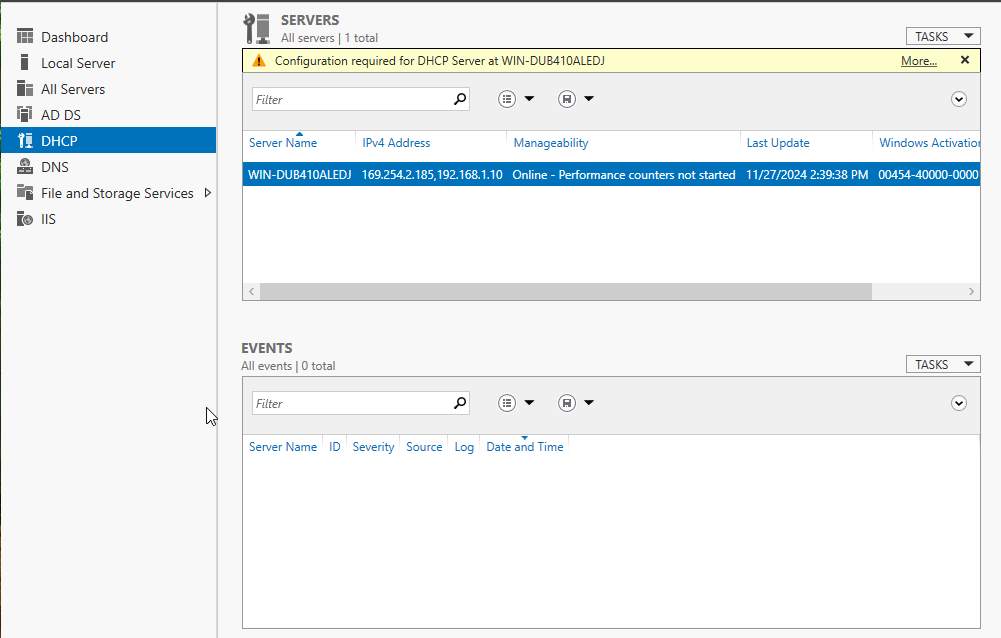 Dashboard
Local Server
All Servers
AD DS
DHCP
DNS
File and Storage Services
IIS
SERVERS
All servers | 1 total
TASKS
Configuration required for DHCP Server at WIN-DUB410ALEDJ
More...
Filter
Server Name IPv4 Address Manageability Last Update Windows Activation
WIN-DUB410ALEDJ 169.254.2.185,192.168.1.10 Online - Performance counters not started 11/27/2024 2:39:38 PM 00454-40000-0000
EVENTS
All events | 0 total
TASKS
Filter
Server Name ID Severity Source Log Date and Time